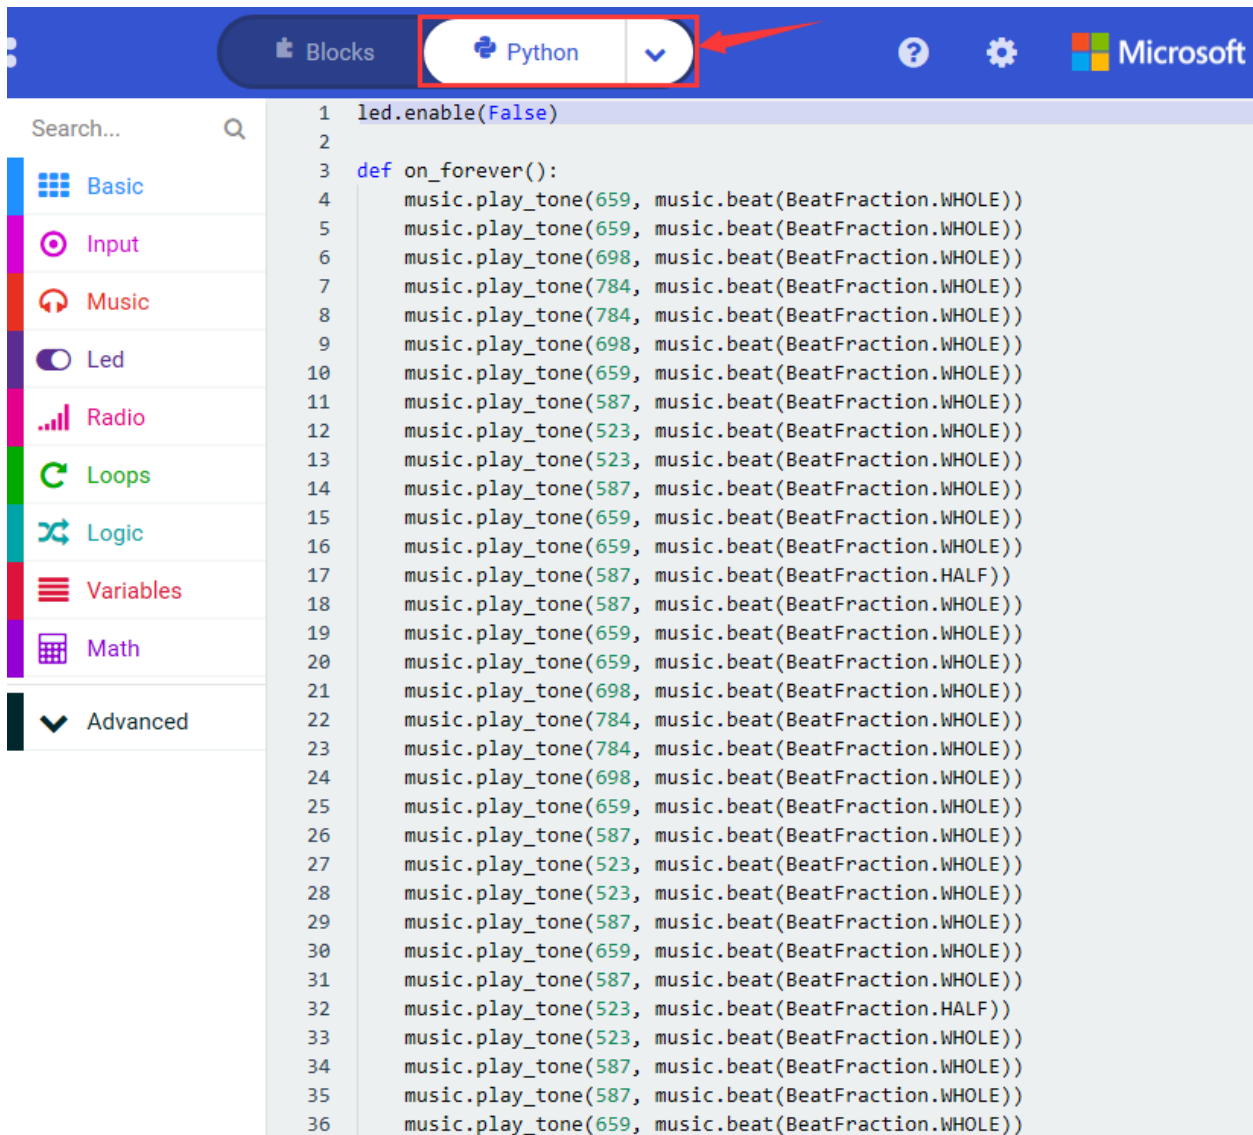 Blocks
Python
Microsoft
Search...
Basic
Input
Music
Led
Radio
Loops
Logic
Variables
Math
Advanced
1 led.enable(False)
2
3 def on_forever():
4 music.play_tone(659, music.beat(BeatFraction.WHOLE))
5 music.play_tone(659, music.beat(BeatFraction.WHOLE))
6 music.play_tone(698, music.beat(BeatFraction.WHOLE))
7 music.play_tone(784, music.beat(BeatFraction.WHOLE))
8 music.play_tone(784, music.beat(BeatFraction.WHOLE))
9 music.play_tone(698, music.beat(BeatFraction.WHOLE))
10 music.play_tone(659, music.beat(BeatFraction.WHOLE))
11 music.play_tone(587, music.beat(BeatFraction.WHOLE))
12 music.play_tone(523, music.beat(BeatFraction.WHOLE))
13 music.play_tone(523, music.beat(BeatFraction.WHOLE))
14 music.play_tone(587, music.beat(BeatFraction.WHOLE))
15 music.play_tone(659, music.beat(BeatFraction.WHOLE))
16 music.play_tone(659, music.beat(BeatFraction.WHOLE))
17 music.play_tone(587, music.beat(BeatFraction.HALF))
18 music.play_tone(587, music.beat(BeatFraction.WHOLE))
19 music.play_tone(659, music.beat(BeatFraction.WHOLE))
20 music.play_tone(659, music.beat(BeatFraction.WHOLE))
21 music.play_tone(698, music.beat(BeatFraction.WHOLE))
22 music.play_tone(784, music.beat(BeatFraction.WHOLE))
23 music.play_tone(784, music.beat(BeatFraction.WHOLE))
24 music.play_tone(698, music.beat(BeatFraction.WHOLE))
25 music.play_tone(659, music.beat(BeatFraction.WHOLE))
26 music.play_tone(587, music.beat(BeatFraction.WHOLE))
27 music.play_tone(523, music.beat(BeatFraction.WHOLE))
28 music.play_tone(523, music.beat(BeatFraction.WHOLE))
29 music.play_tone(587, music.beat(BeatFraction.WHOLE))
30 music.play_tone(659, music.beat(BeatFraction.WHOLE))
31 music.play_tone(587, music.beat(BeatFraction.WHOLE))
32 music.play_tone(523, music.beat(BeatFraction.HALF))
33 music.play_tone(523, music.beat(BeatFraction.WHOLE))
34 music.play_tone(587, music.beat(BeatFraction.WHOLE))
35 music.play_tone(587, music.beat(BeatFraction.WHOLE))
36 music.play_tone(659, music.beat(BeatFraction.WHOLE))